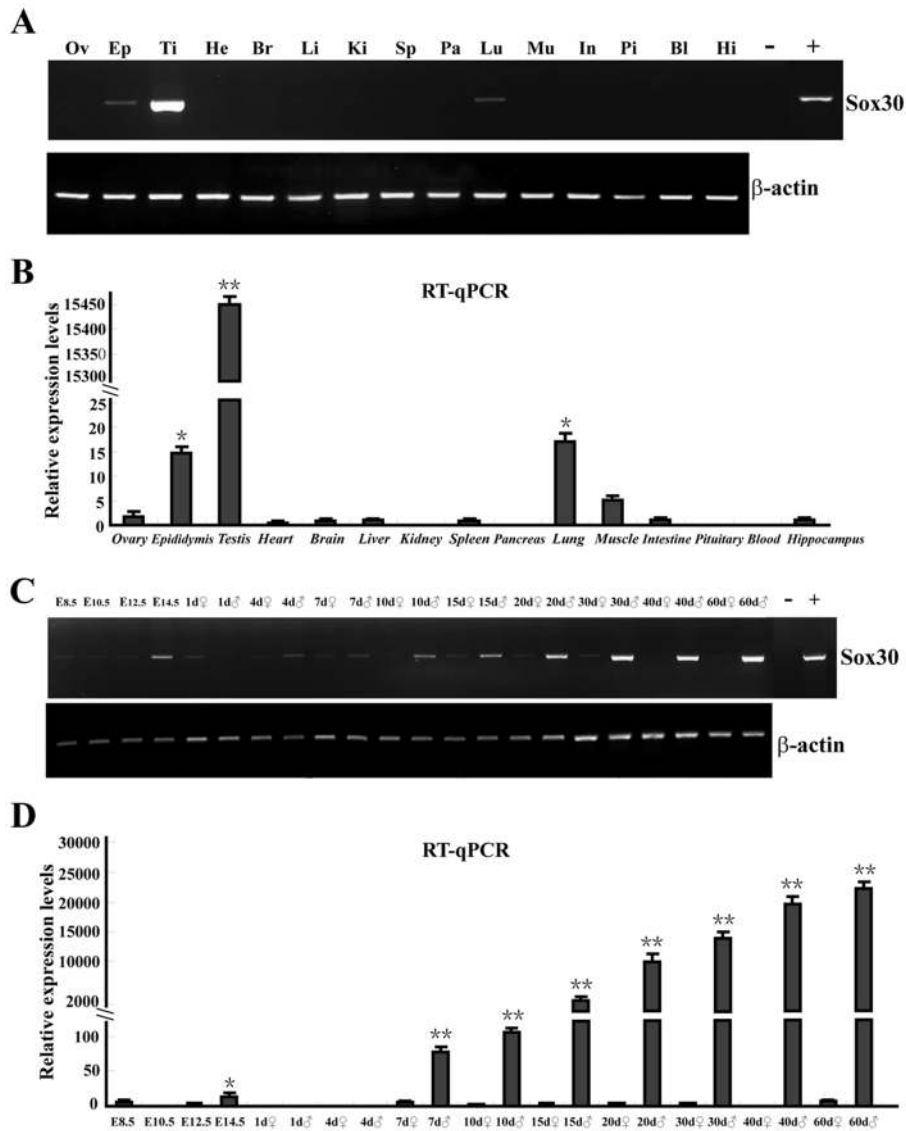 A
Ov Ep Ti He Br Li Ki Sp Pa Lu Mu In Pi Bl Hi - +
Sox30
β-actin
B
RT-qPCR
Relative expression levels
15450
15400
15350
15300
25
20
15
10
5
0
*
**
*
Ovary Epididymis Testis Heart Brain Liver Kidney Spleen Pancreas Lung Muscle Intestine Pituitary Blood Hippocampus
C
E8.5 E10.5 E12.5 E14.5 1d♀ 1d♂ 4d♀ 4d♂ 7d♀ 7d♂ 10d♀ 10d♂ 15d♀ 15d♂ 20d♀ 20d♂ 30d♀ 30d♂ 40d♀ 40d♂ 60d♀ 60d♂ - +
Sox30
β-actin
D
RT-qPCR
Relative expression levels
30000
25000
20000
15000
10000
2000
100
50
0
*
**
**
**
**
**
**
**
E8.5 E10.5 E12.5 E14.5 1d♀ 1d♂ 4d♀ 4d♂ 7d♀ 7d♂ 10d♀ 10d♂ 15d♀ 15d♂ 20d♀ 20d♂ 30d♀ 30d♂ 40d♀ 40d♂ 60d♀ 60d♂